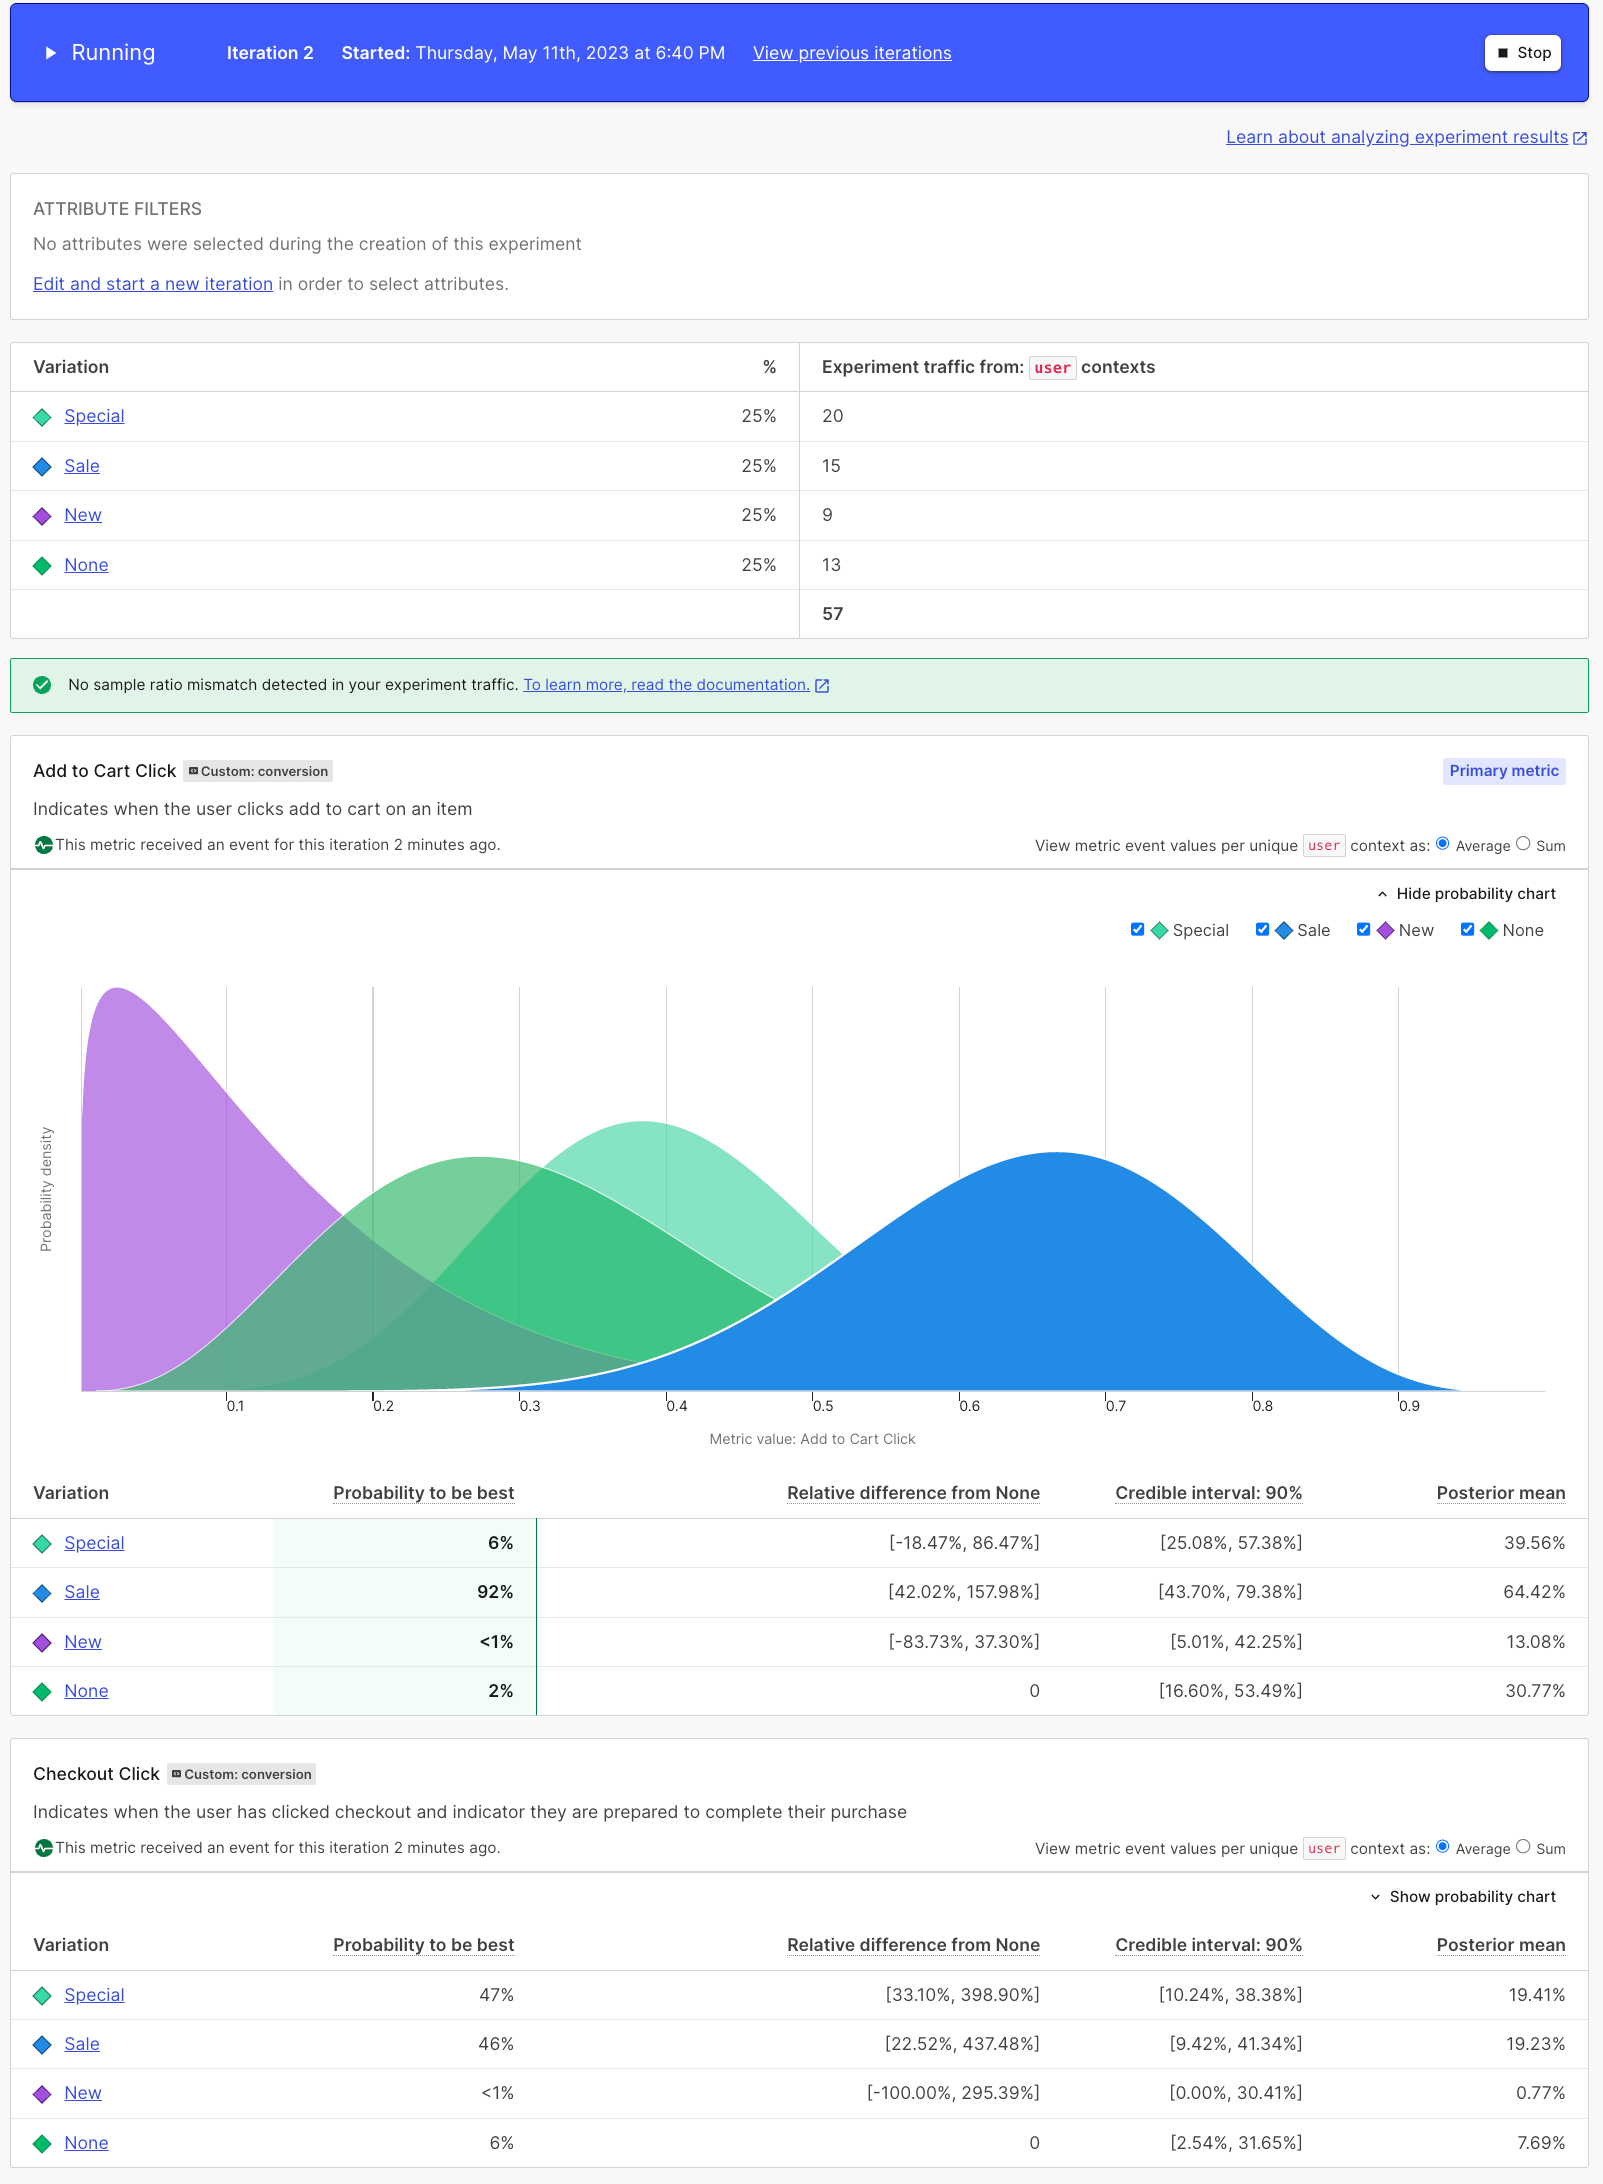 Running Iteration 2 Started: Thursday, May 11th, 2023 at 6:40 PM View previous iterations Stop
Learn about analyzing experiment results
ATTRIBUTE FILTERS
No attributes were selected during the creation of this experiment
Edit and start a new iteration in order to select attributes.
Variation % Experiment traffic from: user contexts
Special 25% 20
Sale 25% 15
New 25% 9
None 25% 13
57
No sample ratio mismatch detected in your experiment traffic. To learn more, read the documentation.
Add to Cart Click Custom: conversion Primary metric
Indicates when the user clicks add to cart on an item
This metric received an event for this iteration 2 minutes ago. View metric event values per unique user context as: Average Sum
Hide probability chart
Special Sale New None
Probability density
0.1 0.2 0.3 0.4 0.5 0.6 0.7 0.8 0.9
Metric value: Add to Cart Click
Variation Probability to be best Relative difference from None Credible interval: 90% Posterior mean
Special 6% [-18.47%, 86.47%] [25.08%, 57.38%] 39.56%
Sale 92% [42.02%, 157.98%] [43.70%, 79.38%] 64.42%
New <1% [-83.73%, 37.30%] [5.01%, 42.25%] 13.08%
None 2% 0 [16.60%, 53.49%] 30.77%
Checkout Click Custom: conversion
Indicates when the user has clicked checkout and indicator they are prepared to complete their purchase
This metric received an event for this iteration 2 minutes ago. View metric event values per unique user context as: Average Sum
Show probability chart
Variation Probability to be best Relative difference from None Credible interval: 90% Posterior mean
Special 47% [33.10%, 398.90%] [10.24%, 38.38%] 19.41%
Sale 46% [22.52%, 437.48%] [9.42%, 41.34%] 19.23%
New <1% [-100.00%, 295.39%] [0.00%, 30.41%] 0.77%
None 6% 0 [2.54%, 31.65%] 7.69%